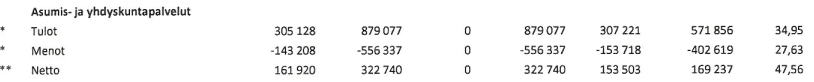 Asumis- ja yhdyskuntapalvelut
* Tulot 305 128 879 077 0 879 077 307 221 571 856 34,95
* Menot -143 208 -556 337 0 -556 337 -153 718 -402 619 27,63
** Netto 161 920 322 740 0 322 740 153 503 169 237 47,56